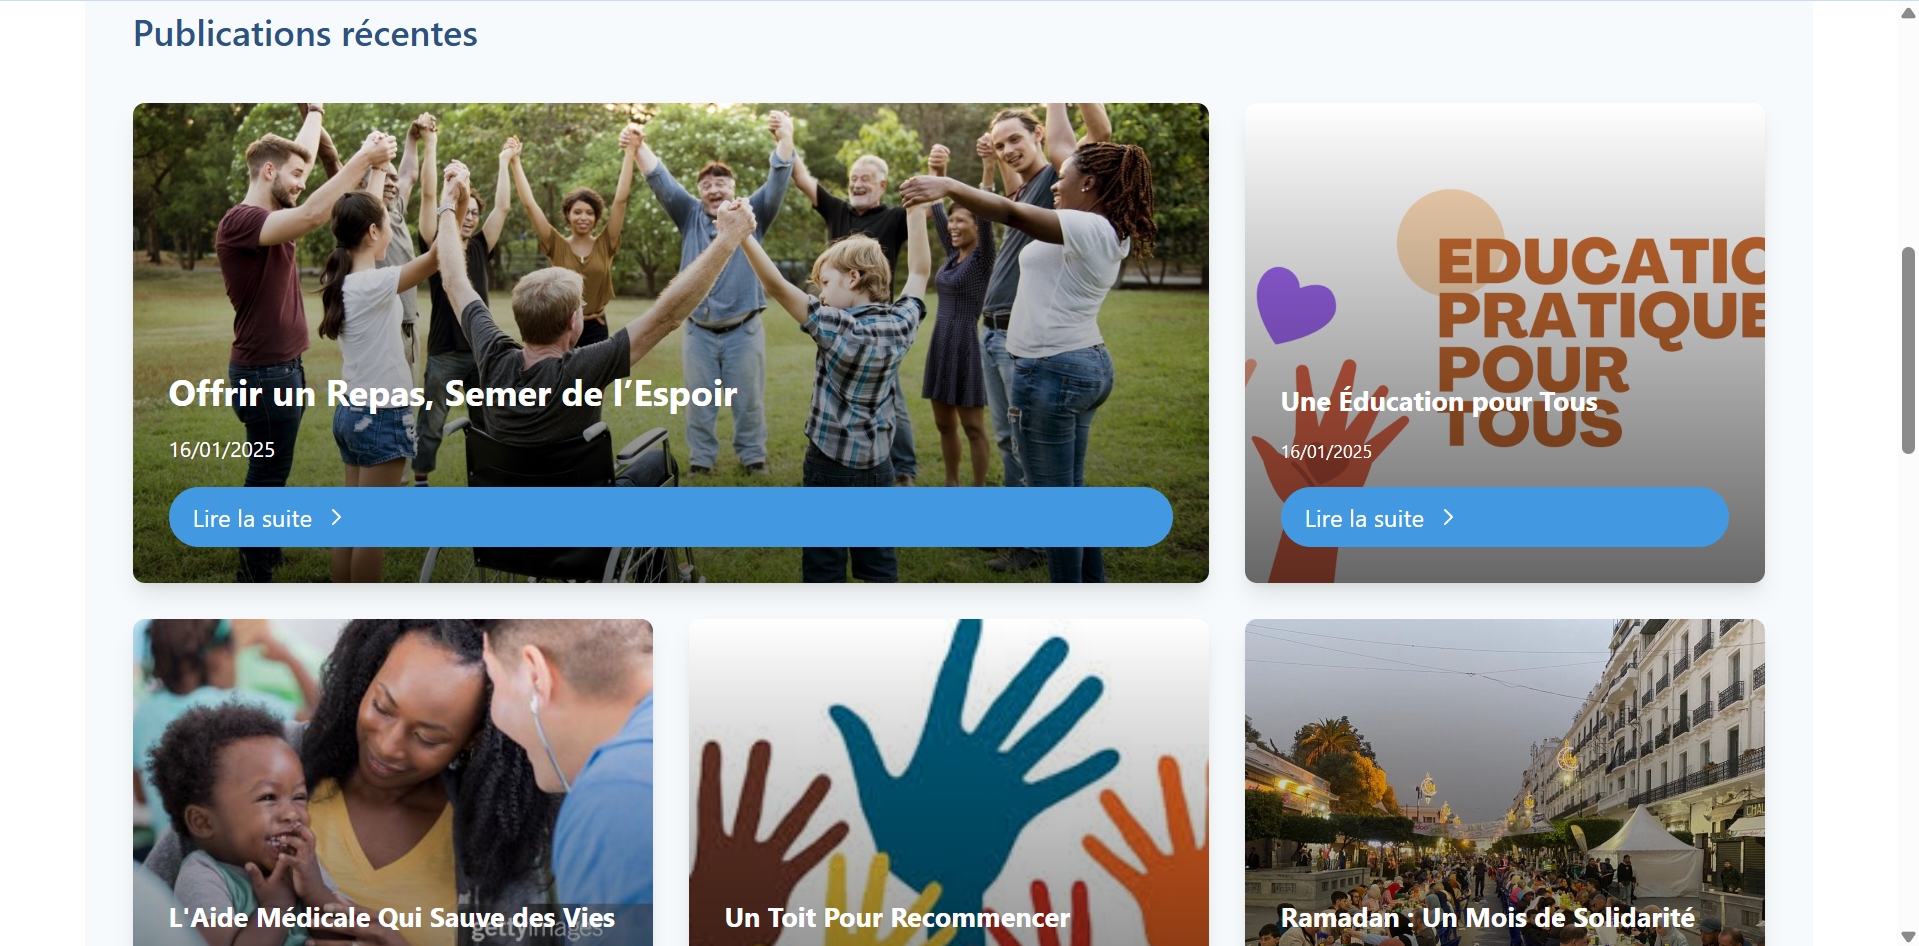 Publications récentes
Offrir un Repas, Semer de l’Espoir
16/01/2025
Lire la suite
EDUCATIO
PRATIQUE
POUR
TOUS
Une Éducation pour Tous
16/01/2025
Lire la suite
L'Aide Médicale Qui Sauve des Vies
gettyimages
Un Toit Pour Recommencer
Ramadan : Un Mois de Solidarité